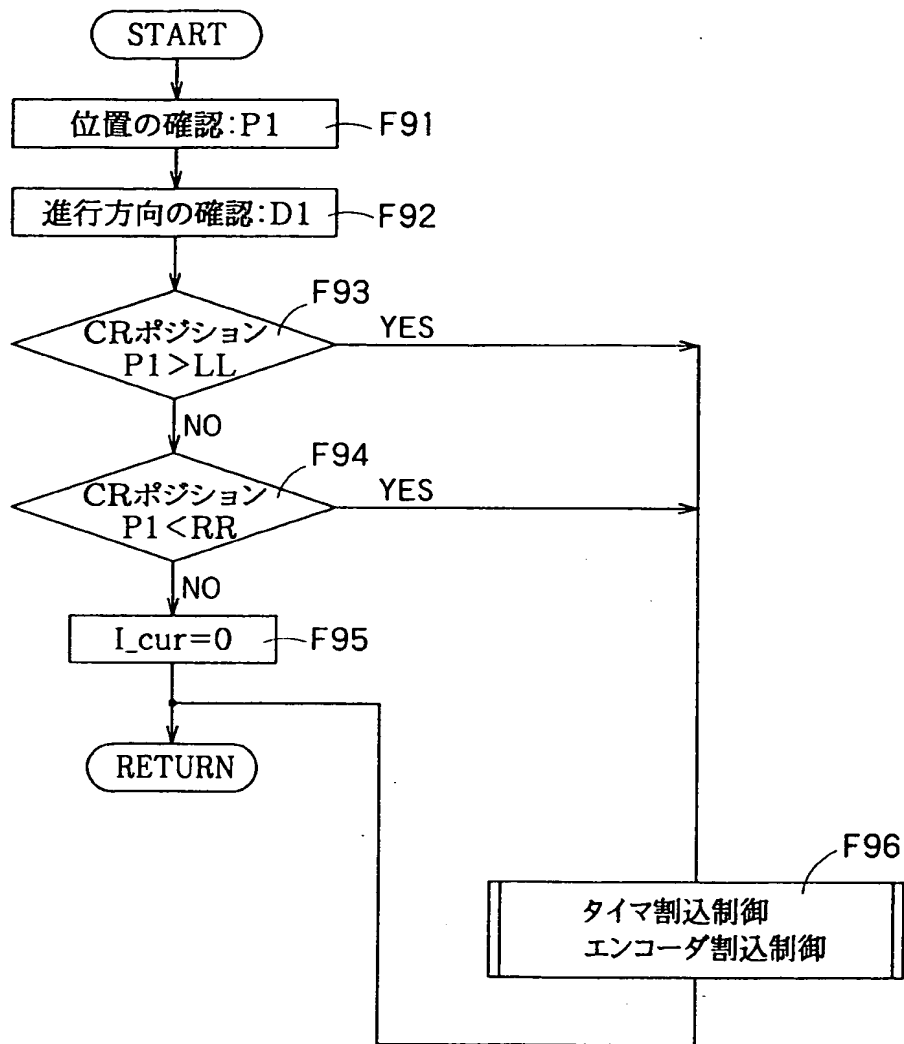 START
位置の確認:P1
F91
進行方向の確認:D1
F92
F93
CRポジション
P1>LL
YES
NO
F94
CRポジション
P1<RR
YES
NO
I_cur=0
F95
RETURN
F96
タイマ割込制御
エンコーダ割込制御